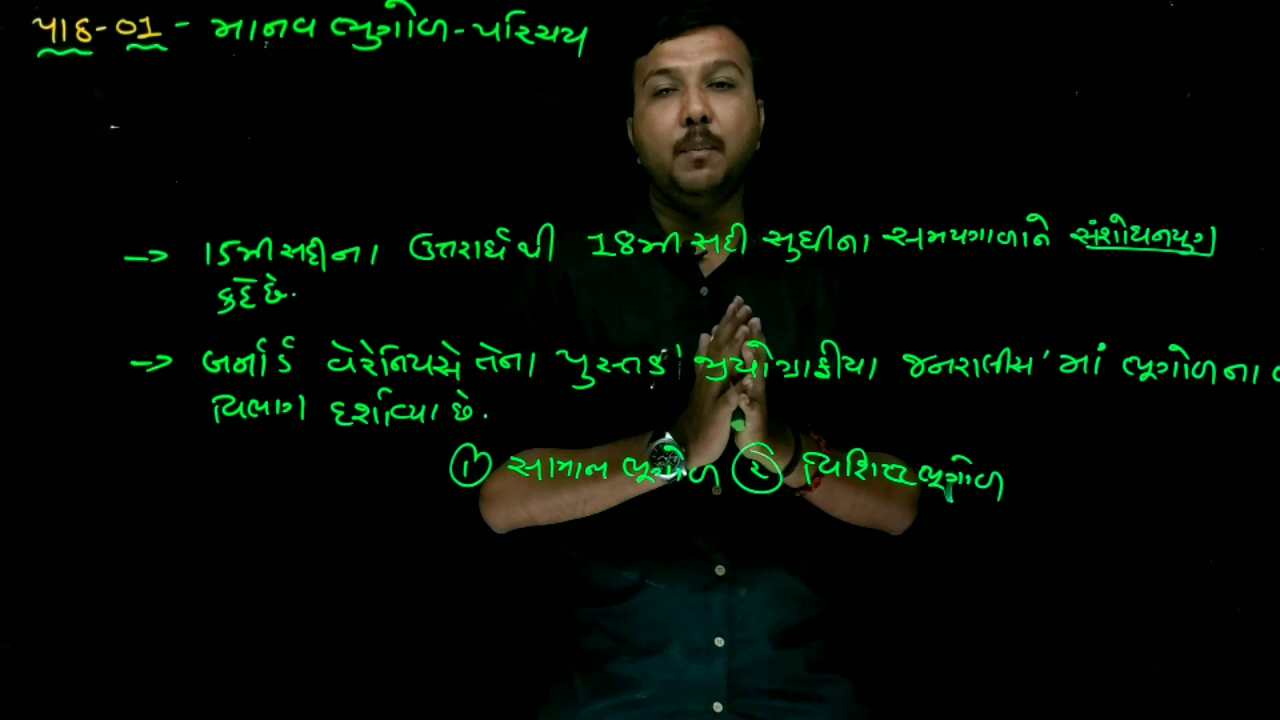 પાઠ-01 - માનવ ભૂગોળ-પરિચય
→ 15મી સદીના ઉત્તરાર્ધથી 18મી સદી સુધીના સમયગાળાને સંશોધનયુગ
કહે છે.
→ બર્નાર્ડ વેરેનિયસે તેના પુસ્તક 'જ્યોગ્રાફીયા જનરાલીસ' માં ભૂગોળના
વિભાગ દર્શાવ્યા છે.
① સામાન્ય ભૂગોળ ② વિશિષ્ટ ભૂગોળ